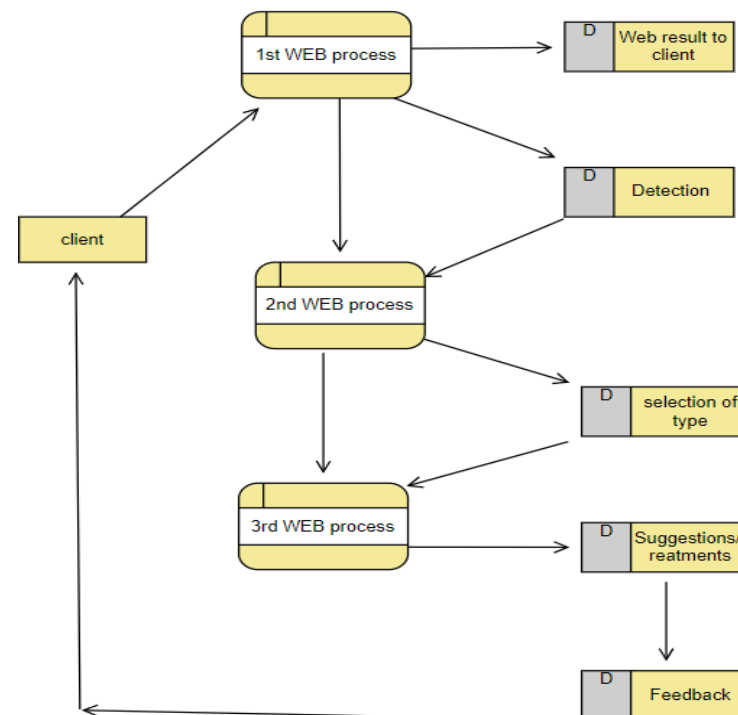 D
Web result to
client
1st WEB process
D
Detection
client
2nd WEB process
D
selection of
type
3rd WEB process
D
Suggestions/
reatments
D
Feedback